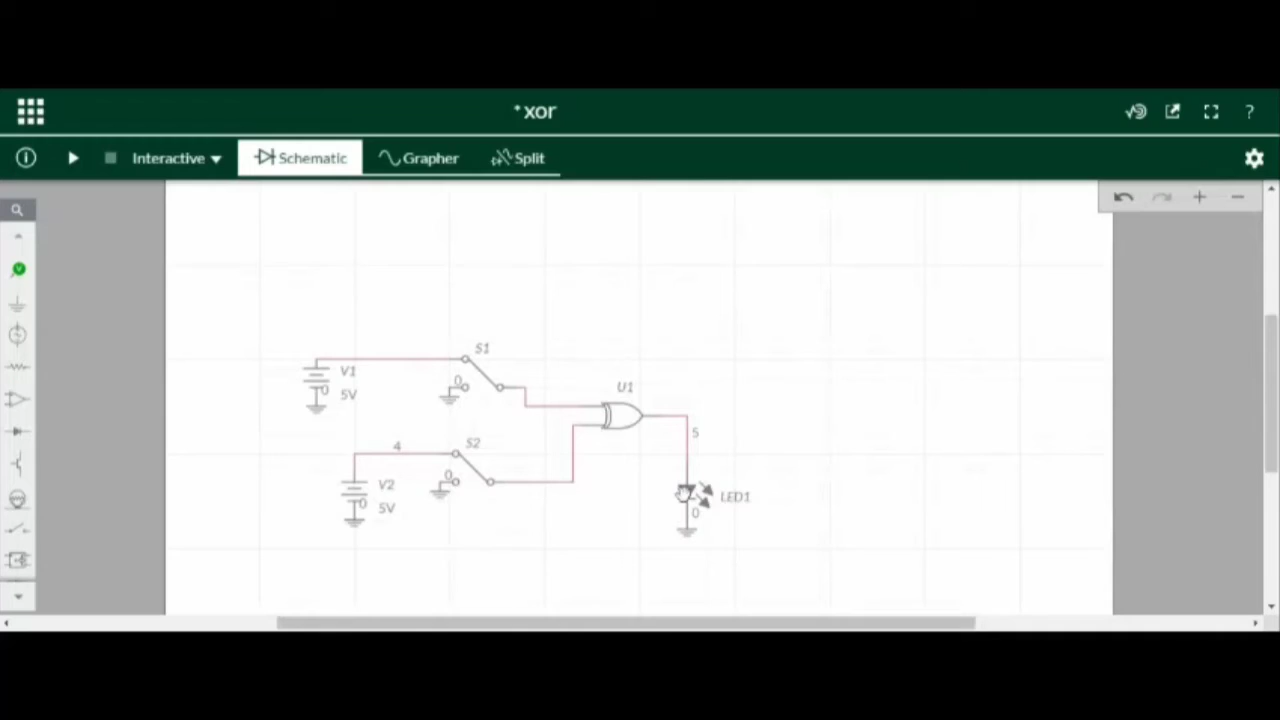 *xor
?
Interactive
Schematic
Grapher
Split
S1
V1
0
0
5V
U1
S2
4
5
V2
0
0
5V
LED1
0